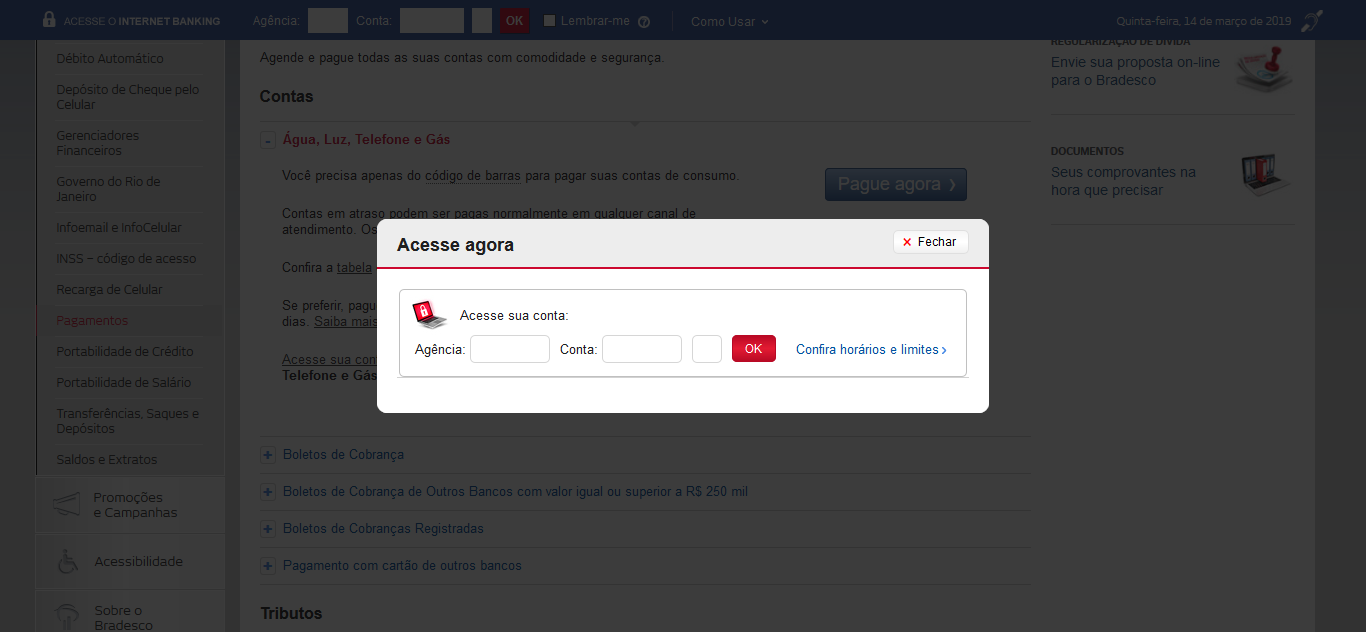 ACESSE O INTERNET BANKING
Agência:
Conta:
OK
Lembrar-me ?
Como Usar
Quinta-feira, 14 de março de 2019
Débito Automático
Depósito de Cheque pelo
Celular
Gerenciadores
Financeiros
Governo do Rio de
Janeiro
Infoemail e InfoCelular
INSS – código de acesso
Recarga de Celular
Pagamentos
Portabilidade de Crédito
Portabilidade de Salário
Transferências, Saques e
Depósitos
Saldos e Extratos
Promoções
e Campanhas
Acessibilidade
Sobre o
Bradesco
Agende e pague todas as suas contas com comodidade e segurança.
Contas
- Água, Luz, Telefone e Gás
Você precisa apenas do código de barras para pagar suas contas de consumo.
Pague agora ›
Contas em atraso podem ser pagas normalmente em qualquer canal de
atendimento. Os
Confira a tabela
Se preferir, pagu
dias. Saiba mais
Acesse sua con
Telefone e Gás
Acesse agora
× Fechar
Acesse sua conta:
Agência:
Conta:
OK
Confira horários e limites ›
+ Boletos de Cobrança
+ Boletos de Cobrança de Outros Bancos com valor igual ou superior a R$ 250 mil
+ Boletos de Cobranças Registradas
+ Pagamento com cartão de outros bancos
Tributos
REGULARIZAÇÃO DE DÍVIDA
Envie sua proposta on-line
para o Bradesco
DOCUMENTOS
Seus comprovantes na
hora que precisar